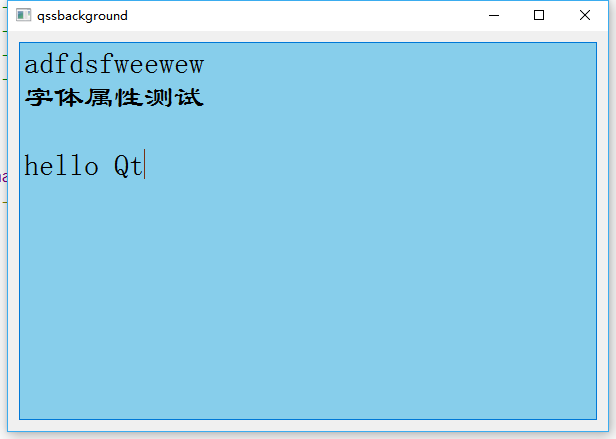 qssbackground
adfdsfweewew
字体属性测试
hello Qt